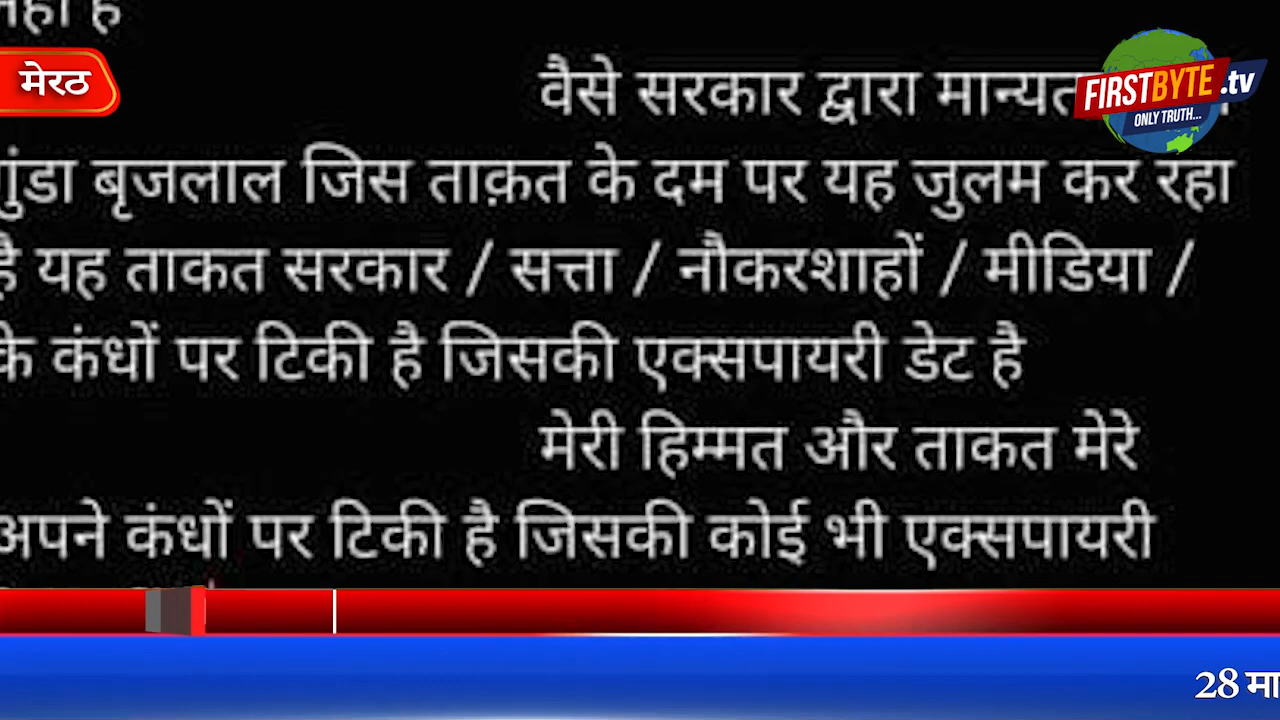 मेरठ
वैसे सरकार द्वारा
FIRSTBYTE.tv
ONLY TRUTH...
गुंडा बृजलाल जिस ताक़त के दम पर यह जुलम कर रहा
है यह ताकत सरकार / सत्ता / नौकरशाहों / मीडिया /
के कंधों पर टिकी है जिसकी एक्सपायरी डेट है
मेरी हिम्मत और ताकत मेरे
अपने कंधों पर टिकी है जिसकी कोई भी एक्सपायरी
28